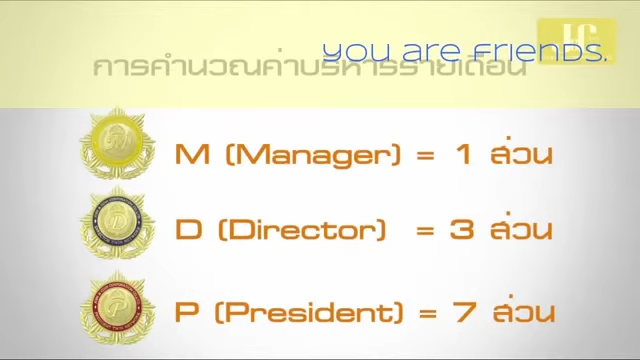 you are friends.
การคำนวณค่าบริหารรายเดือน
M (Manager) = 1 ส่วน
D (Director) = 3 ส่วน
P (President) = 7 ส่วน